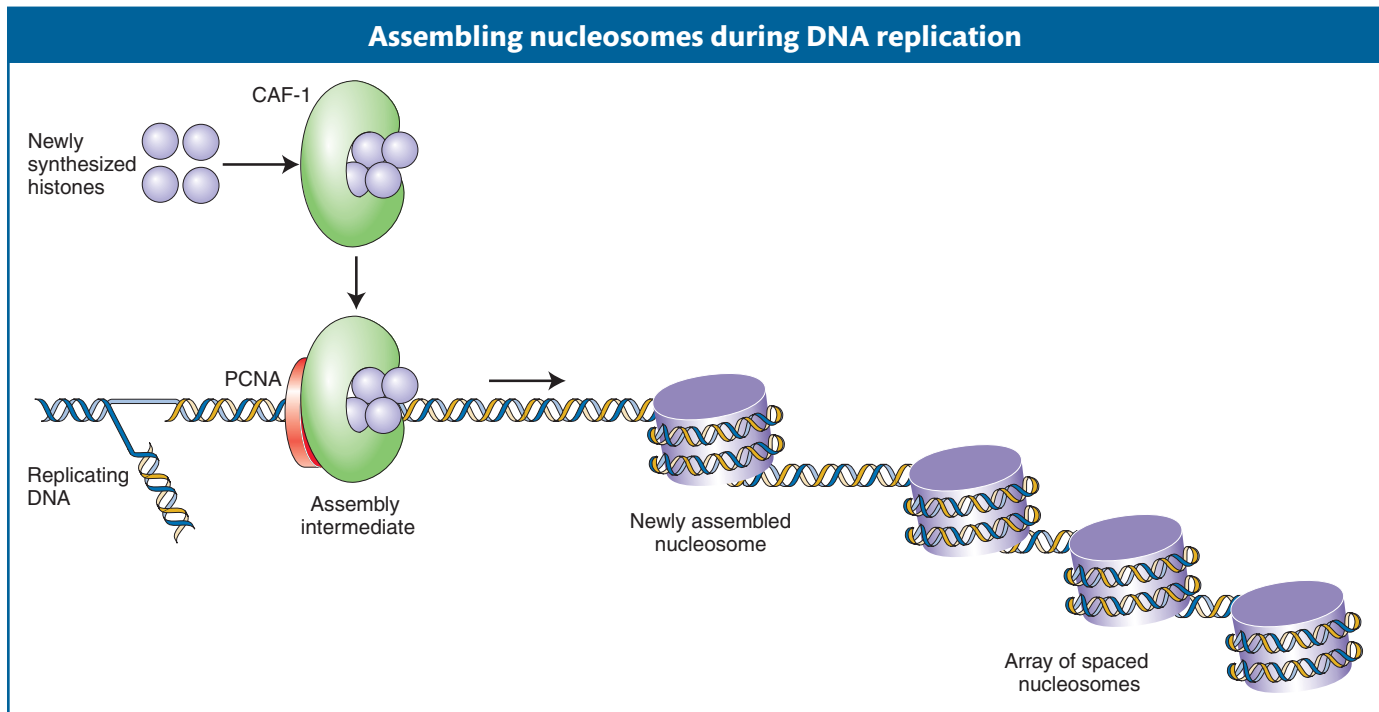 Assembling nucleosomes during DNA replication
CAF-1
Newly
synthesized
histones
PCNA
Replicating
DNA
Assembly
intermediate
Newly assembled
nucleosome
Array of spaced
nucleosomes